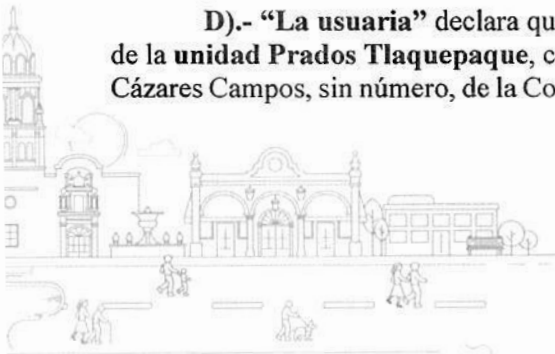 D).- “La usuaria” declara qu
de la unidad Prados Tlaquepaque, c
Cázares Campos, sin número, de la Co